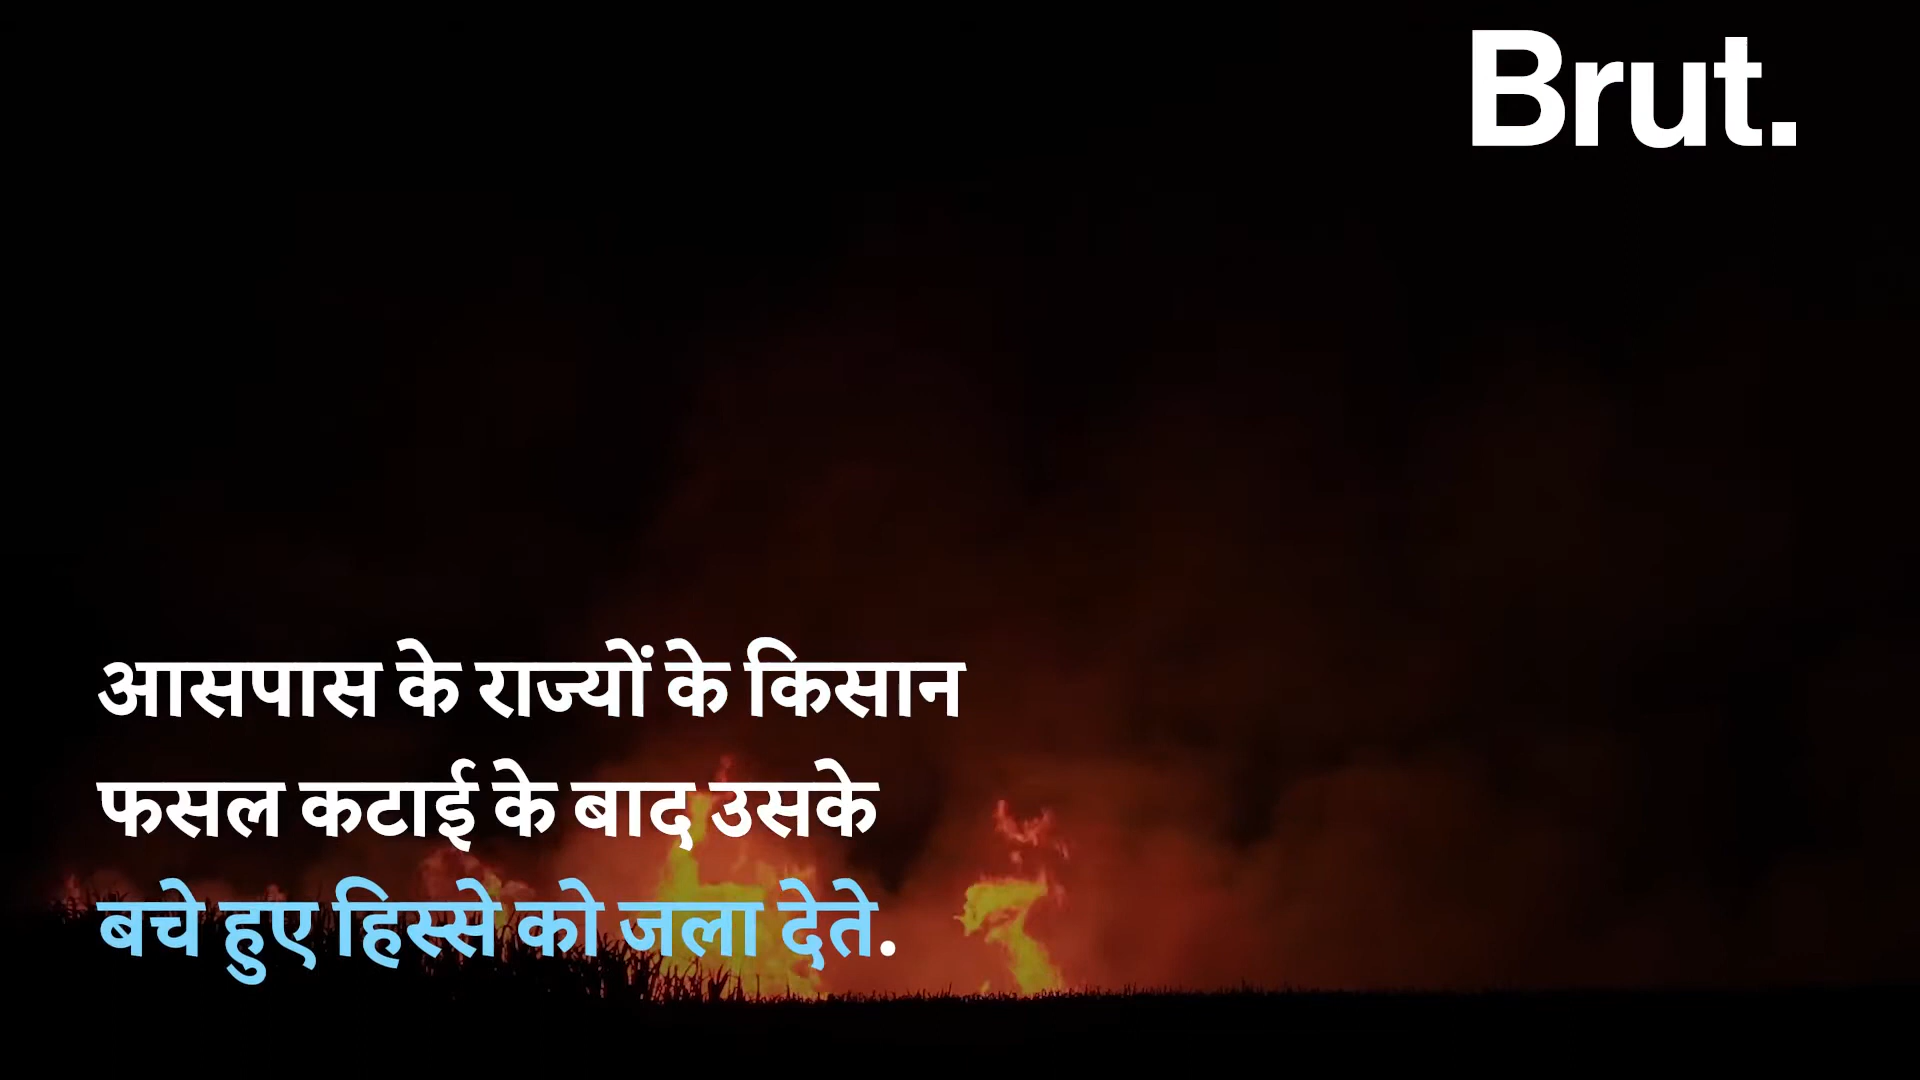 Brut.
आसपास के राज्यों के किसान
फसल कटाई के बाद उसके
बचे हुए हिस्से को जला देते.